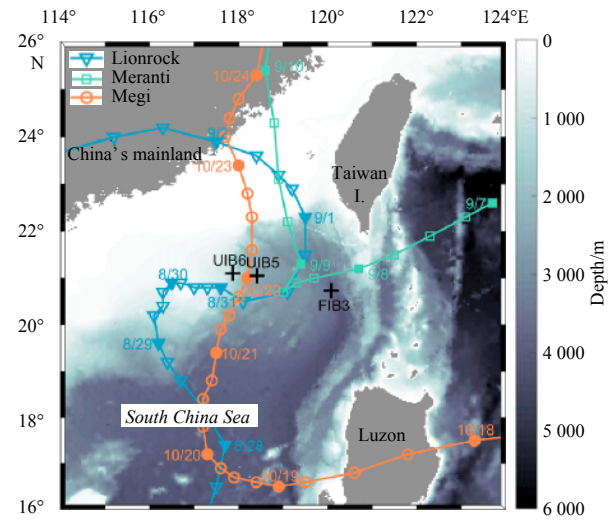 114° 116° 118° 120° 122° 124°E
26°
N
24°
22°
20°
18°
16°
Lionrock
Meranti
Megi
10/24
9/10
9/2
China's mainland
10/23
Taiwan
I.
9/7
9/1
9/9
9/8
UIB6
UIB5
8/30
8/31
10/22
FIB3
8/29
10/21
South China Sea
8/28
Luzon
10/20
10/19
10/18
0
1 000
2 000
3 000
4 000
5 000
6 000
Depth/m